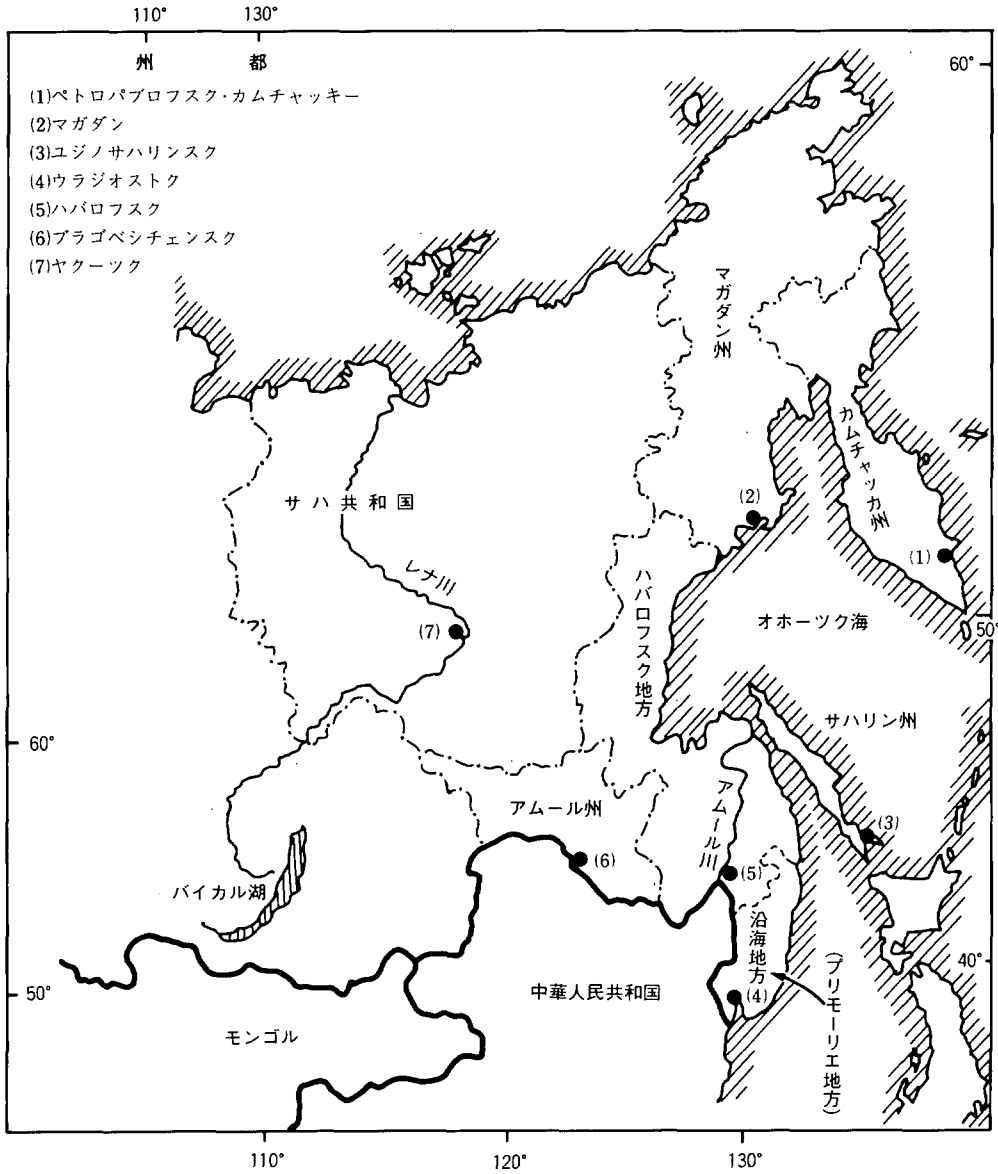 110° 130°
州 都
60°
(1)ペトロパブロフスク・カムチャッキー
(2)マガダン
(3)ユジノサハリンスク
(4)ウラジオストク
(5)ハバロフスク
(6)ブラゴベシチェンスク
(7)ヤクーツク
マガダン州
カムチャッカ州
サハ共和国
(2)
(1)
レナ川
ハバロフスク地方
オホーツク海
(7)
50°
サハリン州
60°
アムール州
アムール川
(3)
(6)
(5)
バイカル湖
沿海地方
(プリモーリエ地方)
40°
50°
中華人民共和国
(4)
モンゴル
110° 120° 130°